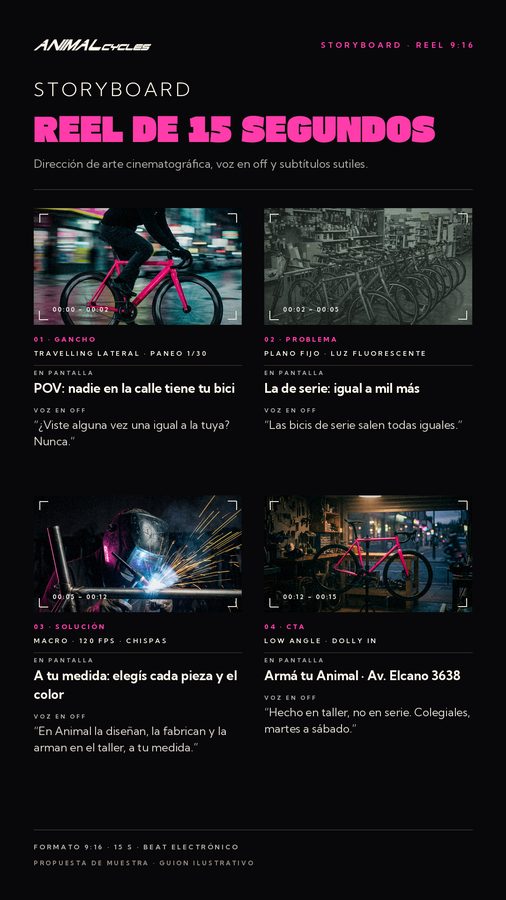 ANIMAL CYCLES
STORYBOARD · REEL 9:16
STORYBOARD
REEL DE 15 SEGUNDOS
Dirección de arte cinematográfica, voz en off y subtítulos sutiles.
00:00 – 00:02
01 · GANCHO
TRAVELLING LATERAL · PANEO 1/30
EN PANTALLA
POV: nadie en la calle tiene tu bici
VOZ EN OFF
“¿Viste alguna vez una igual a la tuya?
Nunca.”
00:02 – 00:05
02 · PROBLEMA
PLANO FIJO · LUZ FLUORESCENTE
EN PANTALLA
La de serie: igual a mil más
VOZ EN OFF
“Las bicis de serie salen todas iguales.”
00:05 – 00:12
03 · SOLUCIÓN
MACRO · 120 FPS · CHISPAS
EN PANTALLA
A tu medida: elegís cada pieza y el
color
VOZ EN OFF
“En Animal la diseñan, la fabrican y la
arman en el taller, a tu medida.”
00:12 – 00:15
04 · CTA
LOW ANGLE · DOLLY IN
EN PANTALLA
Armá tu Animal · Av. Elcano 3638
VOZ EN OFF
“Hecho en taller, no en serie. Colegiales,
martes a sábado.”
FORMATO 9:16 · 15 S · BEAT ELECTRÓNICO
PROPUESTA DE MUESTRA · GUION ILUSTRATIVO